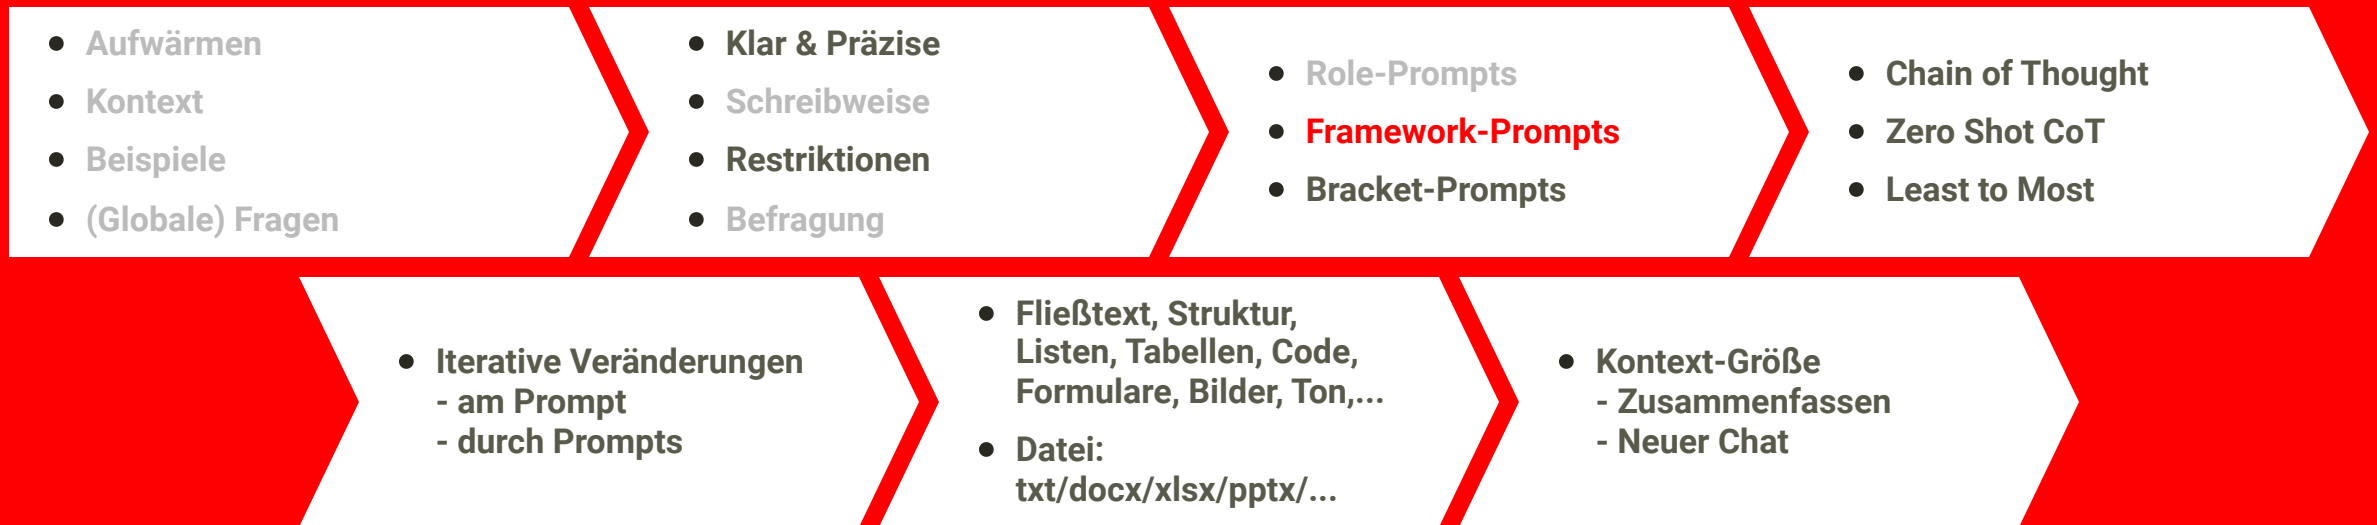 Aufwärmen
Kontext
Beispiele
(Globale) Fragen
Klar & Präzise
Schreibweise
Restriktionen
Befragung
Role-Prompts
Framework-Prompts
Bracket-Prompts
Chain of Thought
Zero Shot CoT
Least to Most
Iterative Veränderungen
- am Prompt
- durch Prompts
Fließtext, Struktur,
Listen, Tabellen, Code,
Formulare, Bilder, Ton,...
Datei:
txt/docx/xlsx/pptx/...
Kontext-Größe
- Zusammenfassen
- Neuer Chat